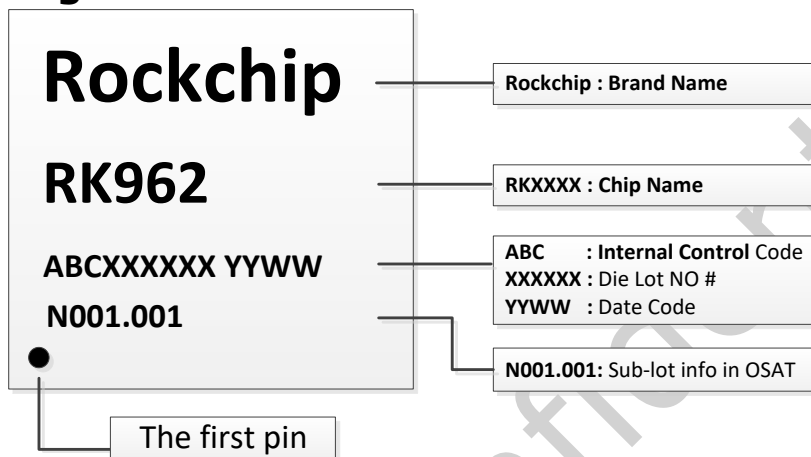 Rockchip
RK962
ABCXXXXXX YYWW
N001.001
The first pin
Rockchip : Brand Name
RKXXXX : Chip Name
ABC : Internal Control Code
XXXXXX : Die Lot NO #
YYWW : Date Code
N001.001: Sub-lot info in OSAT